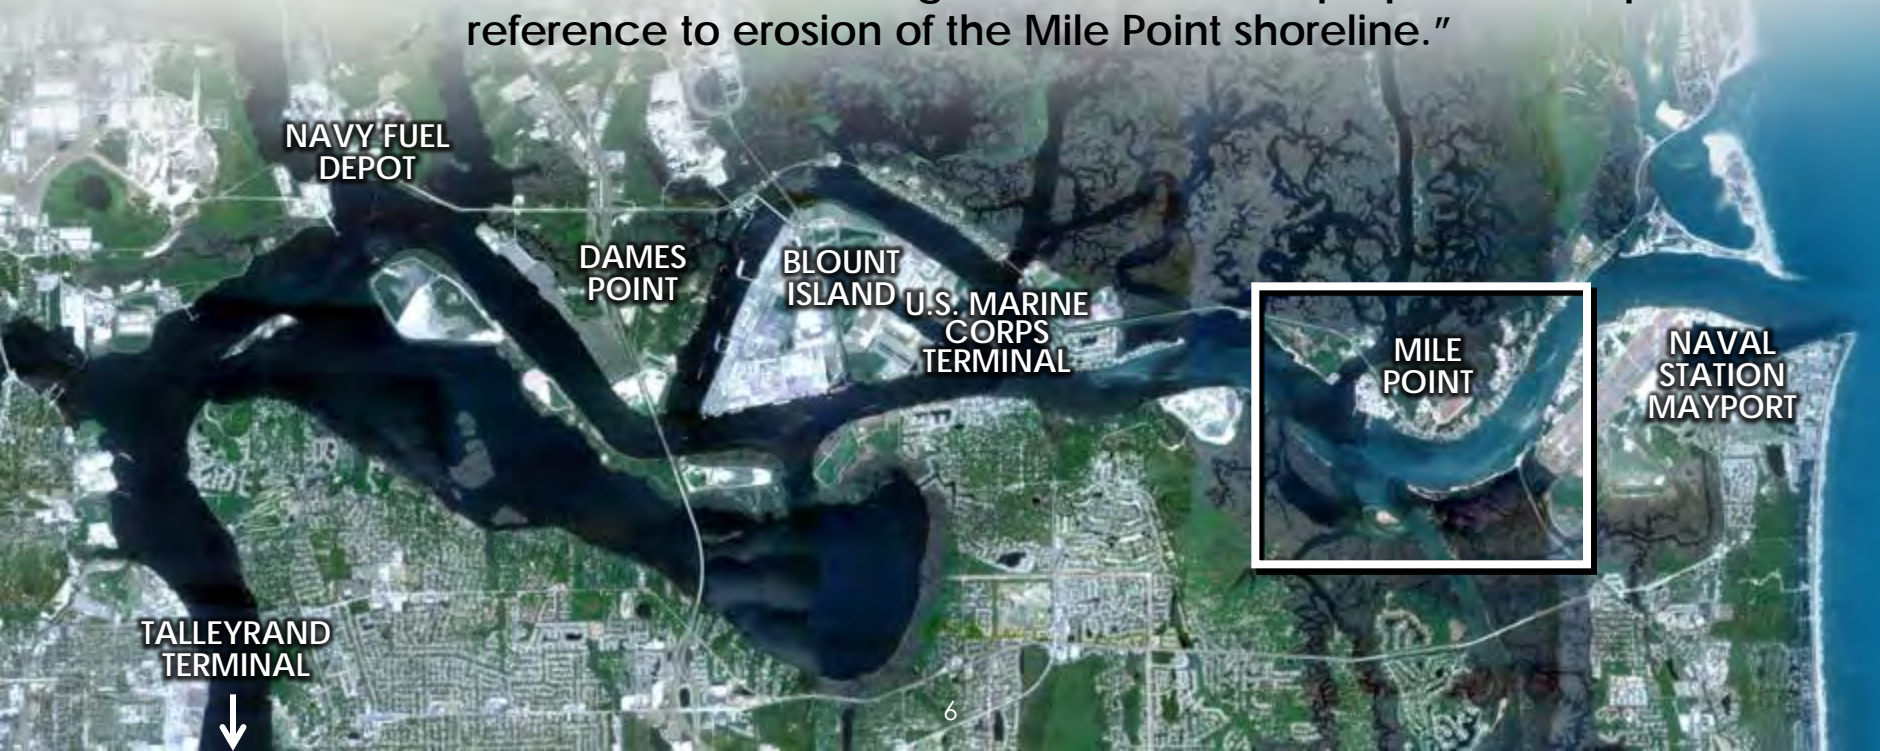 reference to erosion of the Mile Point shoreline.”
NAVY FUEL
DEPOT
DAMES
POINT
BLOUNT
ISLAND
U.S. MARINE
CORPS
TERMINAL
MILE
POINT
NAVAL
STATION
MAYPORT
TALLEYRAND
TERMINAL
6